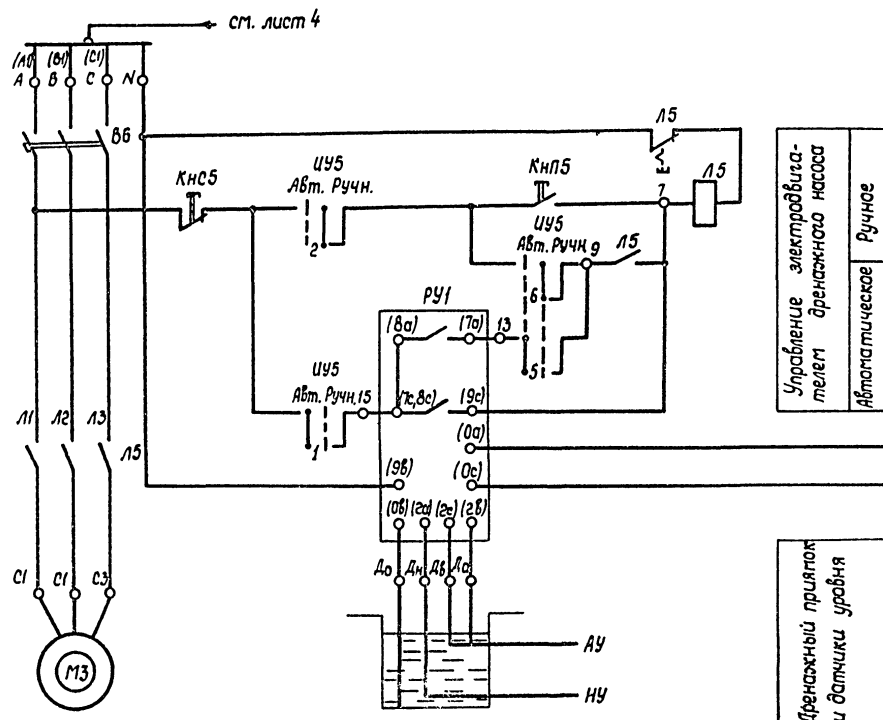 см. лист 4
(А1) (В1) (С1)
А В С N
В6
Л5
КнС5
ИУ5
Авт. Ручн.
2
КнП5
7
Л5
ИУ5
Авт. Ручн.
9
Л5
6
5
РУ1
(8а) (7а) 13
ИУ5
Авт. Ручн. 15
1
(7с,8с) (9с)
(0а)
(9в) (0с)
(0в) (2а) (2с) (2в)
До Дн Дв Да
Л1 Л2 Л3 Л5
С1 С1 С3
М3
АУ
НУ
Управление электродвига-
телем дренажного насоса
Автоматическое Ручное
Дренажный приямок
и датчики уровня